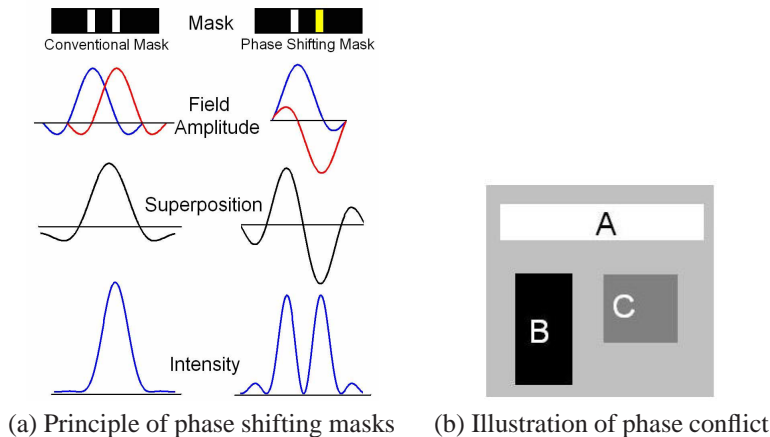 Mask
Conventional Mask
Phase Shifting Mask
Field
Amplitude
Superposition
Intensity
A
B
C
(a) Principle of phase shifting masks
(b) Illustration of phase conflict